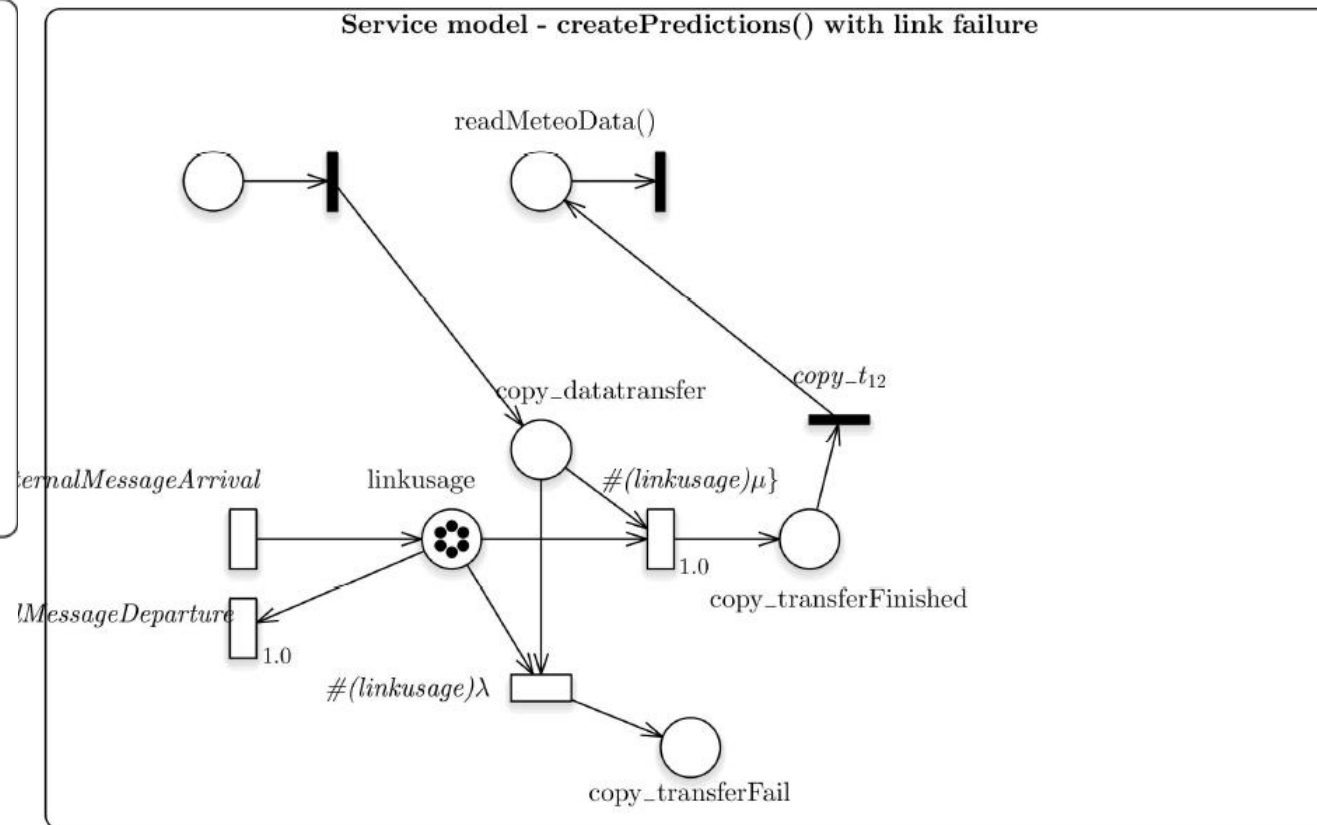 Service model - createPredictions() with link failure
readMeteoData()
copy_t12
copy_datatransfer
ternalMessageArrival
linkusage
#(linkusage)μ}
1.0
copy_transferFinished
lMessageDeparture
1.0
#(linkusage)λ
copy_transferFail